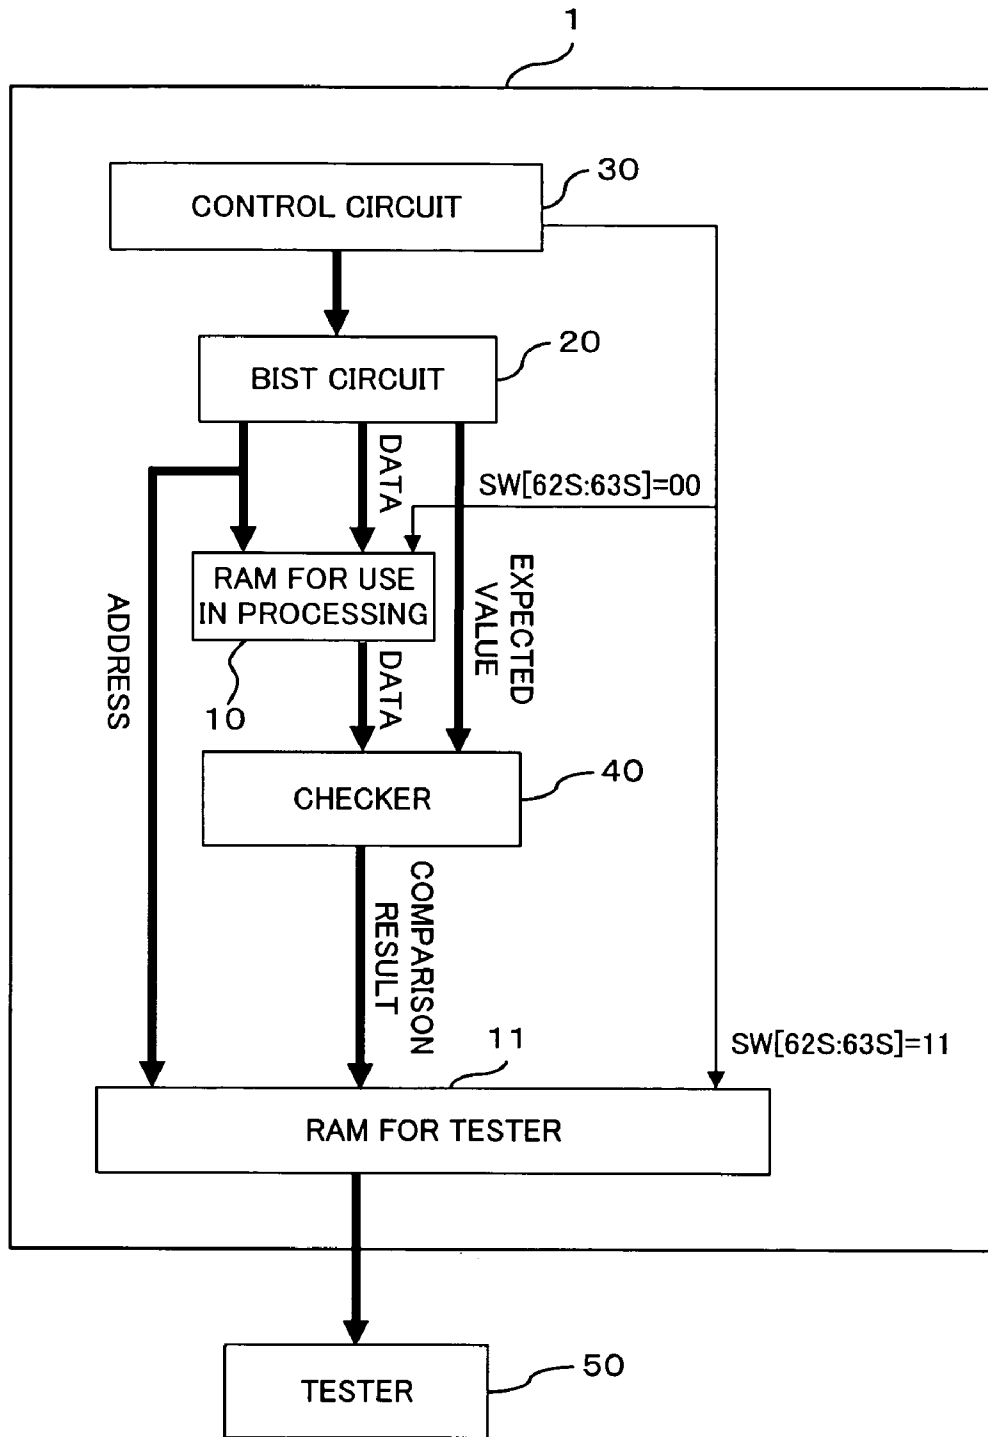 1
30
CONTROL CIRCUIT
20
BIST CIRCUIT
DATA
SW[62S:63S]=00
RAM FOR USE
IN PROCESSING
EXPECTED
VALUE
ADDRESS
10
DATA
40
CHECKER
COMPARISON
RESULT
11
SW[62S:63S]=11
RAM FOR TESTER
50
TESTER